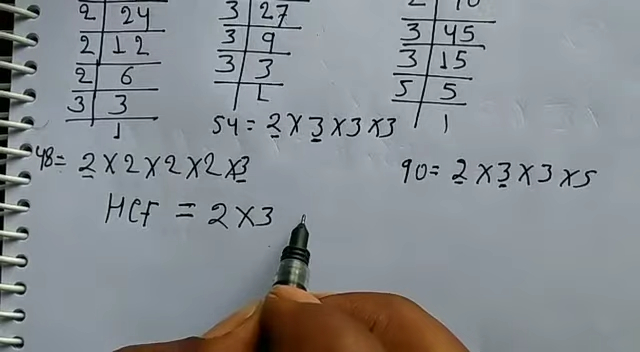 2 | 24
2 | 12
2 | 6
3 | 3
1
3 | 27
3 | 9
3 | 3
1
3 | 45
3 | 15
5 | 5
1
54 = 2 × 3 × 3 × 3
48 = 2 × 2 × 2 × 2 × 3
90 = 2 × 3 × 3 × 5
HCF = 2 × 3